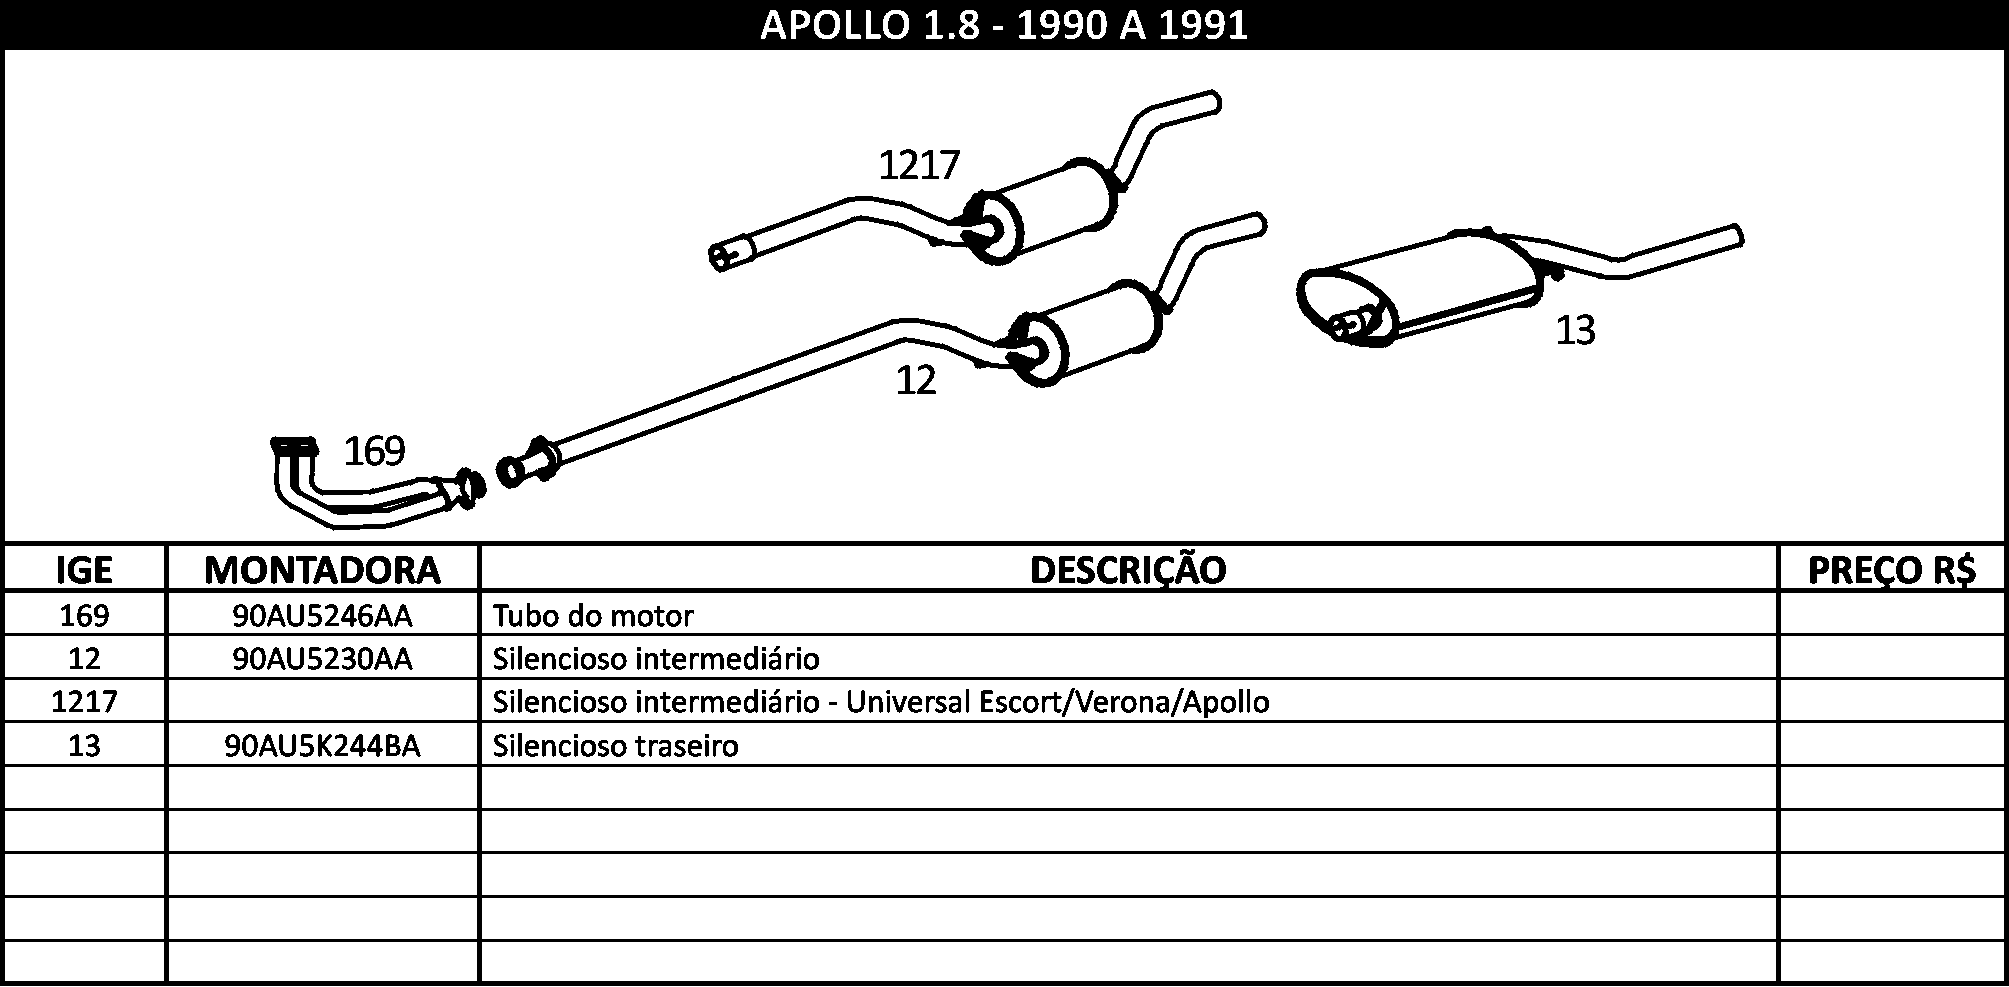 APOLLO 1.8 - 1990 A 1991
1217
13
12
169
IGE MONTADORA DESCRIÇÃO PREÇO R$
169 90AU5246AA Tubo do motor
12 90AU5230AA Silencioso intermediário
1217 Silencioso intermediário - Universal Escort/Verona/Apollo
13 90AU5K244BA Silencioso traseiro